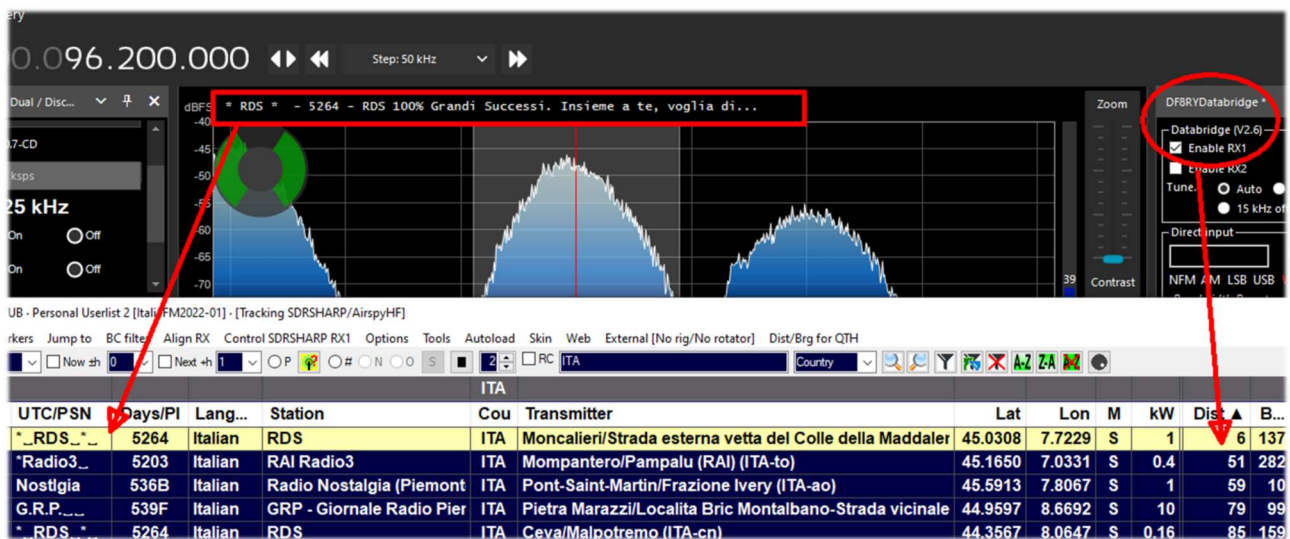 ery
0.096.200.000 Step: 50 kHz
Dual / Disc... dBFS * RDS * - 5264 - RDS 100% Grandi Successi. Insieme a te, voglia di... Zoom DF8RYDatabridge *
-40
0.7-CD
-45
ksps
-50
25 kHz
-55
On Off
-60
On Off
-65
-70
39 Contrast
Databridge (V2.6)
Enable RX1
Enable RX2
Tune. Auto
15 kHz of
Direct input
NFM AM LSB USB
UB - Personal Userlist 2 [ItaliFM2022-01] - [Tracking SDRSHARP/AirspyHF]
rkers Jump to BC filter Align RX Control SDRSHARP RX1 Options Tools Autoload Skin Web External [No rig/No rotator] Dist/Brg for QTH
Now ±h 0 Next +h 1 P # N O S 2 RC ITA Country A-Z Z-A
ITA
UTC/PSN Days/PI Lang... Station Cou Transmitter Lat Lon M kW Dist ▲ B...
*_RDS_*_ 5264 Italian RDS ITA Moncalieri/Strada esterna vetta del Colle della Maddaler 45.0308 7.7229 S 1 6 137
*Radio3_ 5203 Italian RAI Radio3 ITA Mompantero/Pampalu (RAI) (ITA-to) 45.1650 7.0331 S 0.4 51 282
Nostlgia 536B Italian Radio Nostalgia (Piemont ITA Pont-Saint-Martin/Frazione Ivery (ITA-ao) 45.5913 7.8067 S 1 59 10
G.R.P.__ 539F Italian GRP - Giornale Radio Pier ITA Pietra Marazzi/Localita Bric Montalbano-Strada vicinale 44.9597 8.6692 S 10 79 99
*_RDS_*_ 5264 Italian RDS ITA Ceva/Malpotremo (ITA-cn) 44.3567 8.0647 S 0.16 85 159